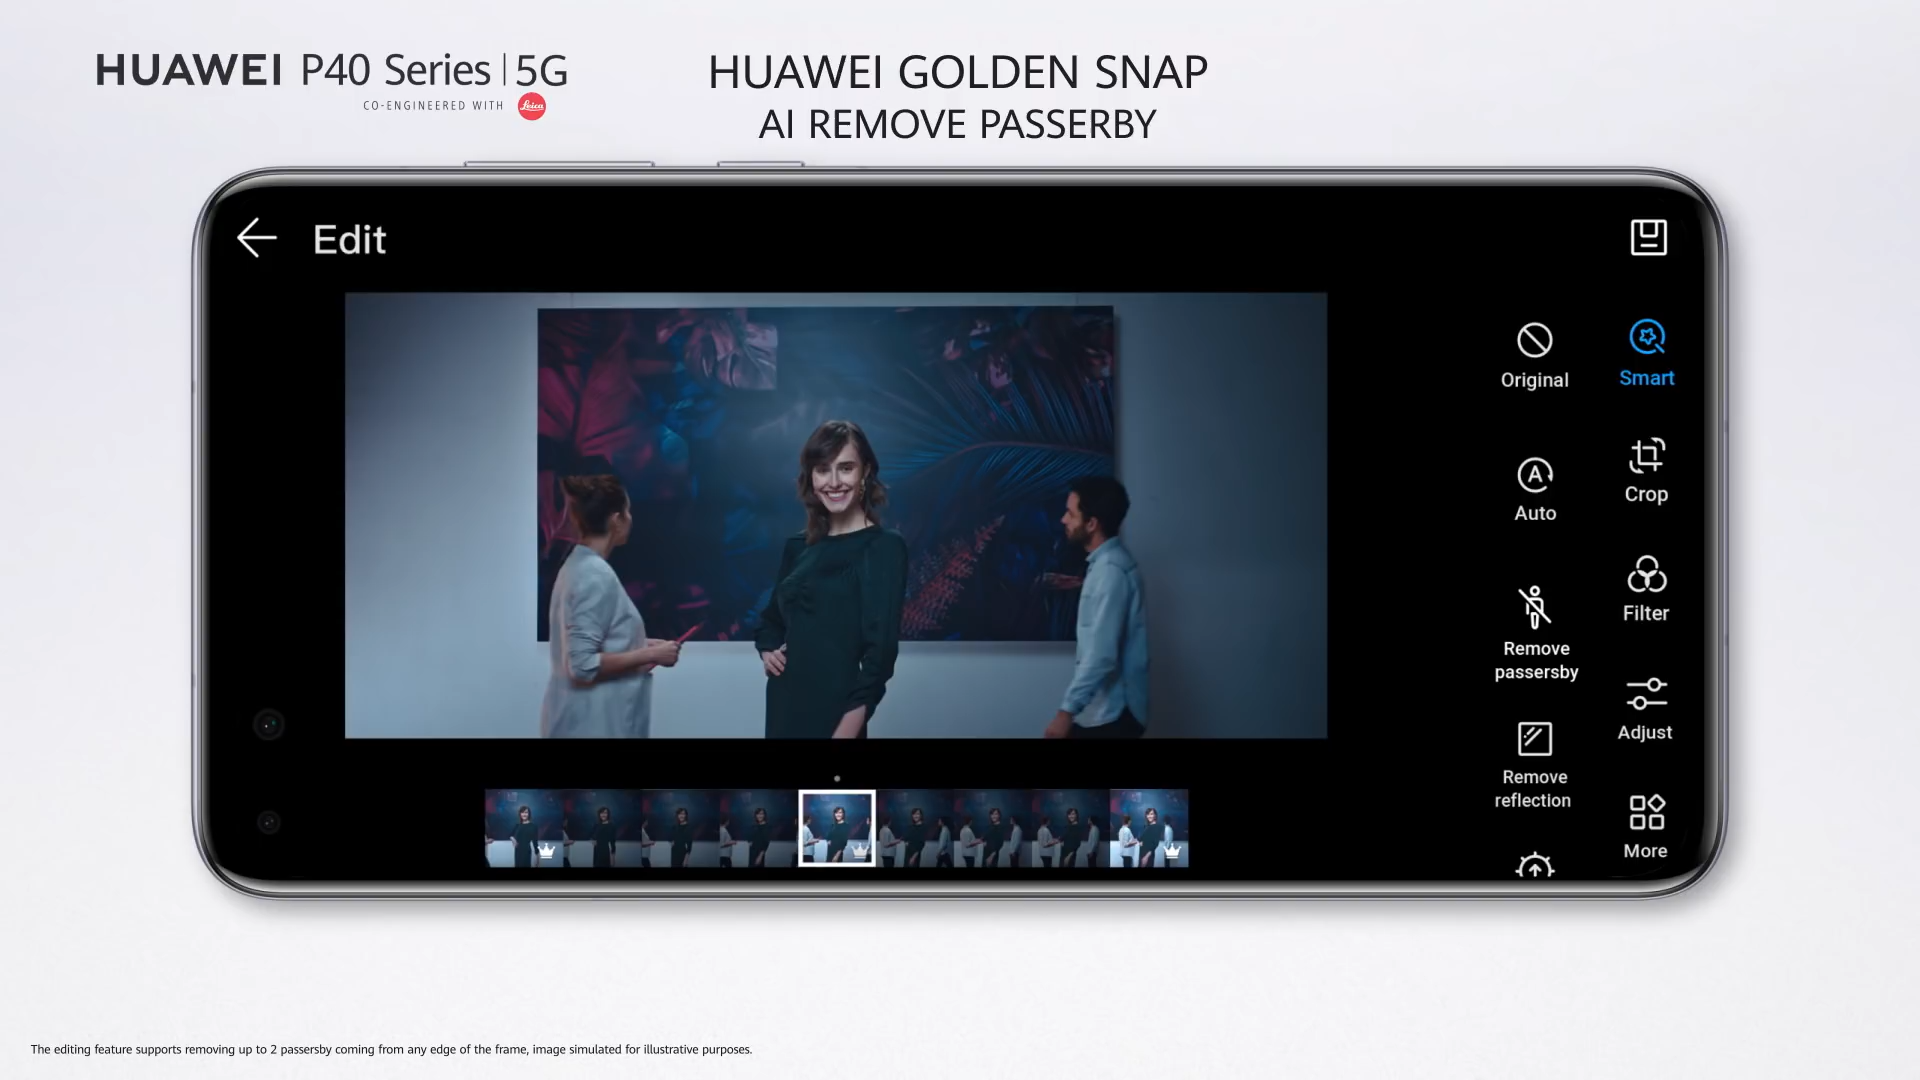 HUAWEI P40 Series | 5G
CO-ENGINEERED WITH Leica
HUAWEI GOLDEN SNAP
AI REMOVE PASSERBY
Edit
Original
Smart
Auto
Crop
Remove
passersby
Filter
Remove
reflection
Adjust
More
The editing feature supports removing up to 2 passersby coming from any edge of the frame, image simulated for illustrative purposes.